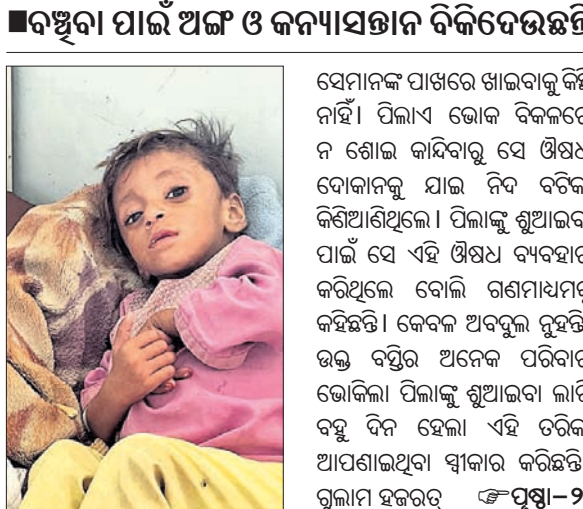 ■ବଞ୍ଚିବା ପାଇଁ ଅଙ୍ଗ ଓ କନ୍ୟାସନ୍ତାନ ବିକିଦେଉଛନ୍ତି
ସେମାନଙ୍କ ପାଖରେ ଖାଇବାକୁ କିଛି
ନାହିଁ। ପିଲାଏ ଭୋକ ବିକଳରେ
ନ ଶୋଇ କାନ୍ଦିବାରୁ ସେ ଔଷଧ
ଦୋକାନକୁ ଯାଇ ନିଦ ବଟିକା
କିଣିଆଣିଥିଲେ। ପିଲାଙ୍କୁ ଶୁଆଇବା
ପାଇଁ ସେ ଏହି ଔଷଧ ବ୍ୟବହାର
କରିଥିଲେ ବୋଲି ଗଣମାଧ୍ୟମକୁ
କହିଛନ୍ତି। କେବଳ ଅବଦୁଲ ନୁହନ୍ତି
ଉକ୍ତ ବସ୍ତିର ଅନେକ ପରିବାର
ଭୋକିଲା ପିଲାଙ୍କୁ ଶୁଆଇବା ଲାଗି
ବହୁ ଦିନ ହେଲା ଏହି ତରିକା
ଆପଣାଇଥିବା ସ୍ୱୀକାର କରିଛନ୍ତି
ଗୁଲାମ ହଜରତ ☞ପୃଷ୍ଠା–୨